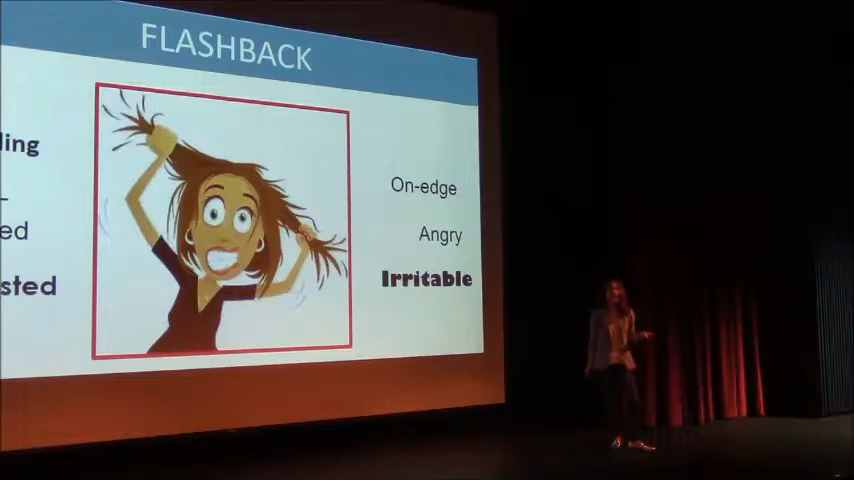 FLASHBACK
ling
ed
sted
On-edge
Angry
Irritable